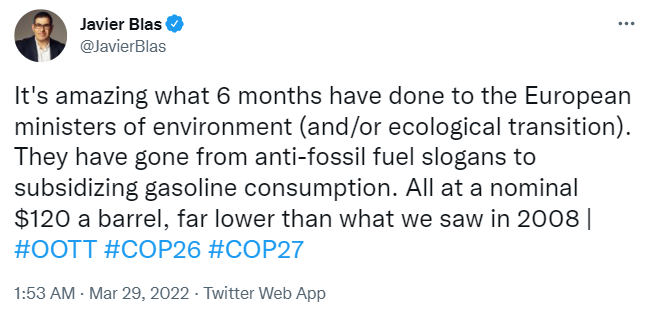 Javier Blas
@JavierBlas
It's amazing what 6 months have done to the European
ministers of environment (and/or ecological transition).
They have gone from anti-fossil fuel slogans to
subsidizing gasoline consumption. All at a nominal
$120 a barrel, far lower than what we saw in 2008 |
#OOTT #COP26 #COP27
1:53 AM · Mar 29, 2022 · Twitter Web App